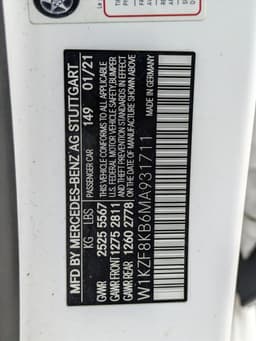 MFD BY MERCEDES-BENZ AG STUTTGART
PASSENGER CAR 149 01/21
KG LBS
GVWR 2525 5567
GAWR FRONT 1275 2811
GAWR REAR 1260 2778
THIS VEHICLE CONFORMS TO ALL APPLICABLE
U.S. FEDERAL MOTOR VEHICLE SAFETY/BUMPER/
AND THEFT PREVENTION STANDARDS IN EFFECT
ON THE DATE OF MANUFACTURE SHOWN ABOVE
W1KZF8KB6MA931711
MADE IN GERMANY